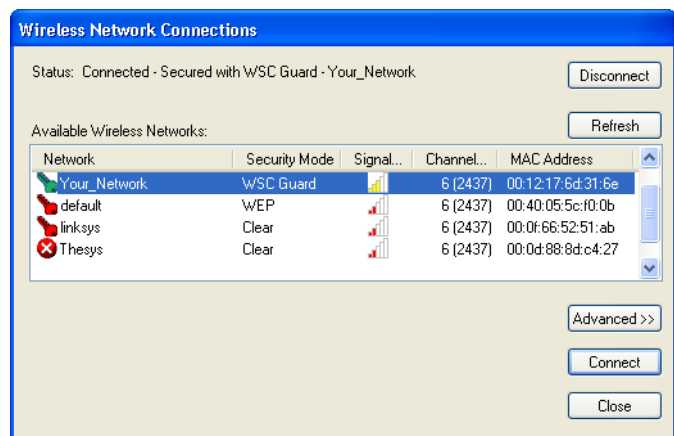 Wireless Network Connections
Status: Connected - Secured with WSC Guard - Your_Network
Disconnect
Refresh
Available Wireless Networks:
Network Security Mode Signal... Channel... MAC Address
Your_Network WSC Guard 6 (2437) 00:12:17:6d:31:6e
default WEP 6 (2437) 00:40:05:5c:f0:0b
linksys Clear 6 (2437) 00:0f:66:52:51:ab
Thesys Clear 6 (2437) 00:0d:88:8d:c4:27
Advanced >>
Connect
Close